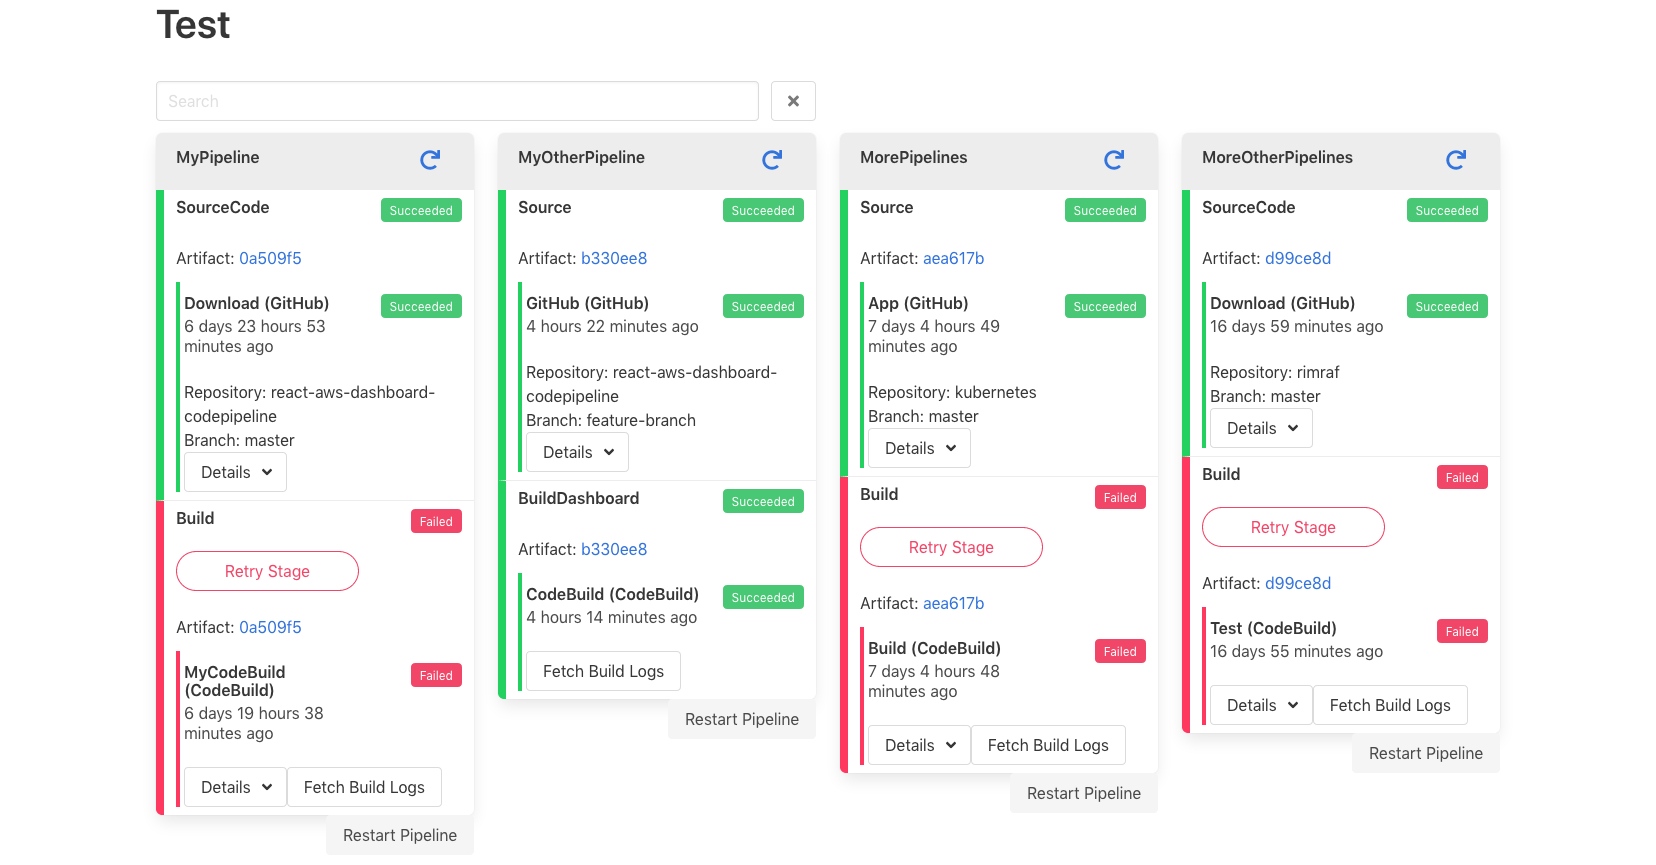 Test
Search
MyPipeline
SourceCode
Succeeded
Artifact: 0a509f5
Download (GitHub)
Succeeded
6 days 23 hours 53
minutes ago
Repository: react-aws-dashboard-
codepipeline
Branch: master
Details
Build
Failed
Retry Stage
Artifact: 0a509f5
MyCodeBuild
(CodeBuild)
Failed
6 days 19 hours 38
minutes ago
Details
Fetch Build Logs
Restart Pipeline
MyOtherPipeline
Source
Succeeded
Artifact: b330ee8
GitHub (GitHub)
Succeeded
4 hours 22 minutes ago
Repository: react-aws-dashboard-
codepipeline
Branch: feature-branch
Details
BuildDashboard
Succeeded
Artifact: b330ee8
CodeBuild (CodeBuild)
Succeeded
4 hours 14 minutes ago
Fetch Build Logs
Restart Pipeline
MorePipelines
Source
Succeeded
Artifact: aea617b
App (GitHub)
Succeeded
7 days 4 hours 49
minutes ago
Repository: kubernetes
Branch: master
Details
Build
Failed
Retry Stage
Artifact: aea617b
Build (CodeBuild)
Failed
7 days 4 hours 48
minutes ago
Details
Fetch Build Logs
Restart Pipeline
MoreOtherPipelines
SourceCode
Succeeded
Artifact: d99ce8d
Download (GitHub)
Succeeded
16 days 59 minutes ago
Repository: rimraf
Branch: master
Details
Build
Failed
Retry Stage
Artifact: d99ce8d
Test (CodeBuild)
Failed
16 days 55 minutes ago
Details
Fetch Build Logs
Restart Pipeline